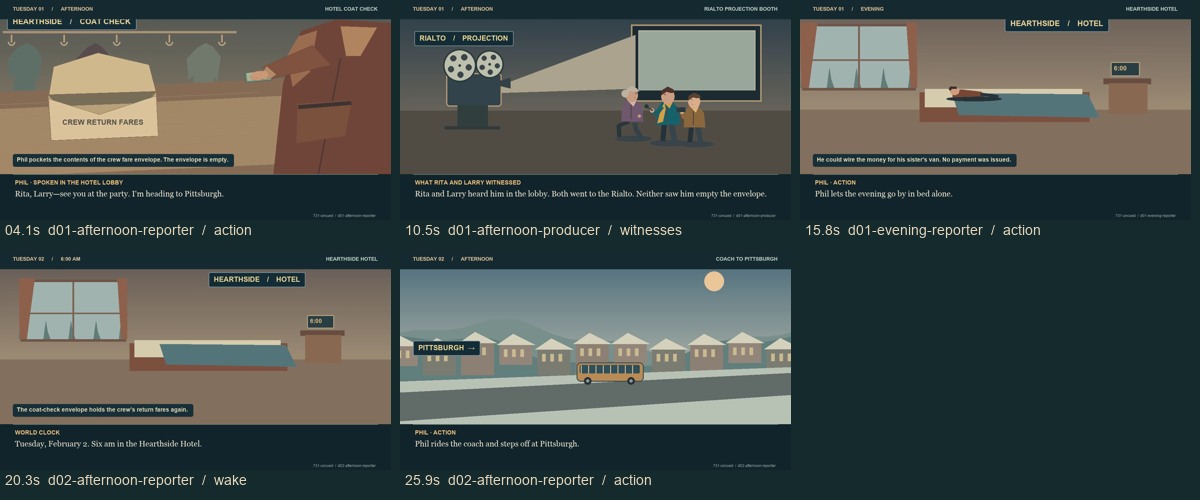 TUESDAY 01 / AFTERNOON
HOTEL COAT CHECK
HEARTHSIDE / COAT CHECK
CREW RETURN FARES
Phil pockets the contents of the crew fare envelope. The envelope is empty.
PHIL · SPOKEN IN THE HOTEL LOBBY
Rita, Larry—see you at the party. I'm heading to Pittsburgh.
04.1s d01-afternoon-reporter / action
TUESDAY 01 / AFTERNOON
RIALTO PROJECTION BOOTH
RIALTO / PROJECTION
WHAT RITA AND LARRY WITNESSED
Rita and Larry heard him in the lobby. Both went to the Rialto. Neither saw him empty the envelope.
10.5s d01-afternoon-producer / witnesses
TUESDAY 01 / EVENING
HEARTHSIDE HOTEL
HEARTHSIDE / HOTEL
6:00
He could wire the money for his sister's van. No payment was issued.
PHIL · ACTION
Phil lets the evening go by in bed alone.
15.8s d01-evening-reporter / action
TUESDAY 02 / 6:00 AM
HEARTHSIDE HOTEL
HEARTHSIDE / HOTEL
6:00
The coat-check envelope holds the crew's return fares again.
WORLD CLOCK
Tuesday, February 2. Six am in the Hearthside Hotel.
20.3s d02-afternoon-reporter / wake
TUESDAY 02 / AFTERNOON
COACH TO PITTSBURGH
PITTSBURGH →
PHIL · ACTION
Phil rides the coach and steps off at Pittsburgh.
25.9s d02-afternoon-reporter / action